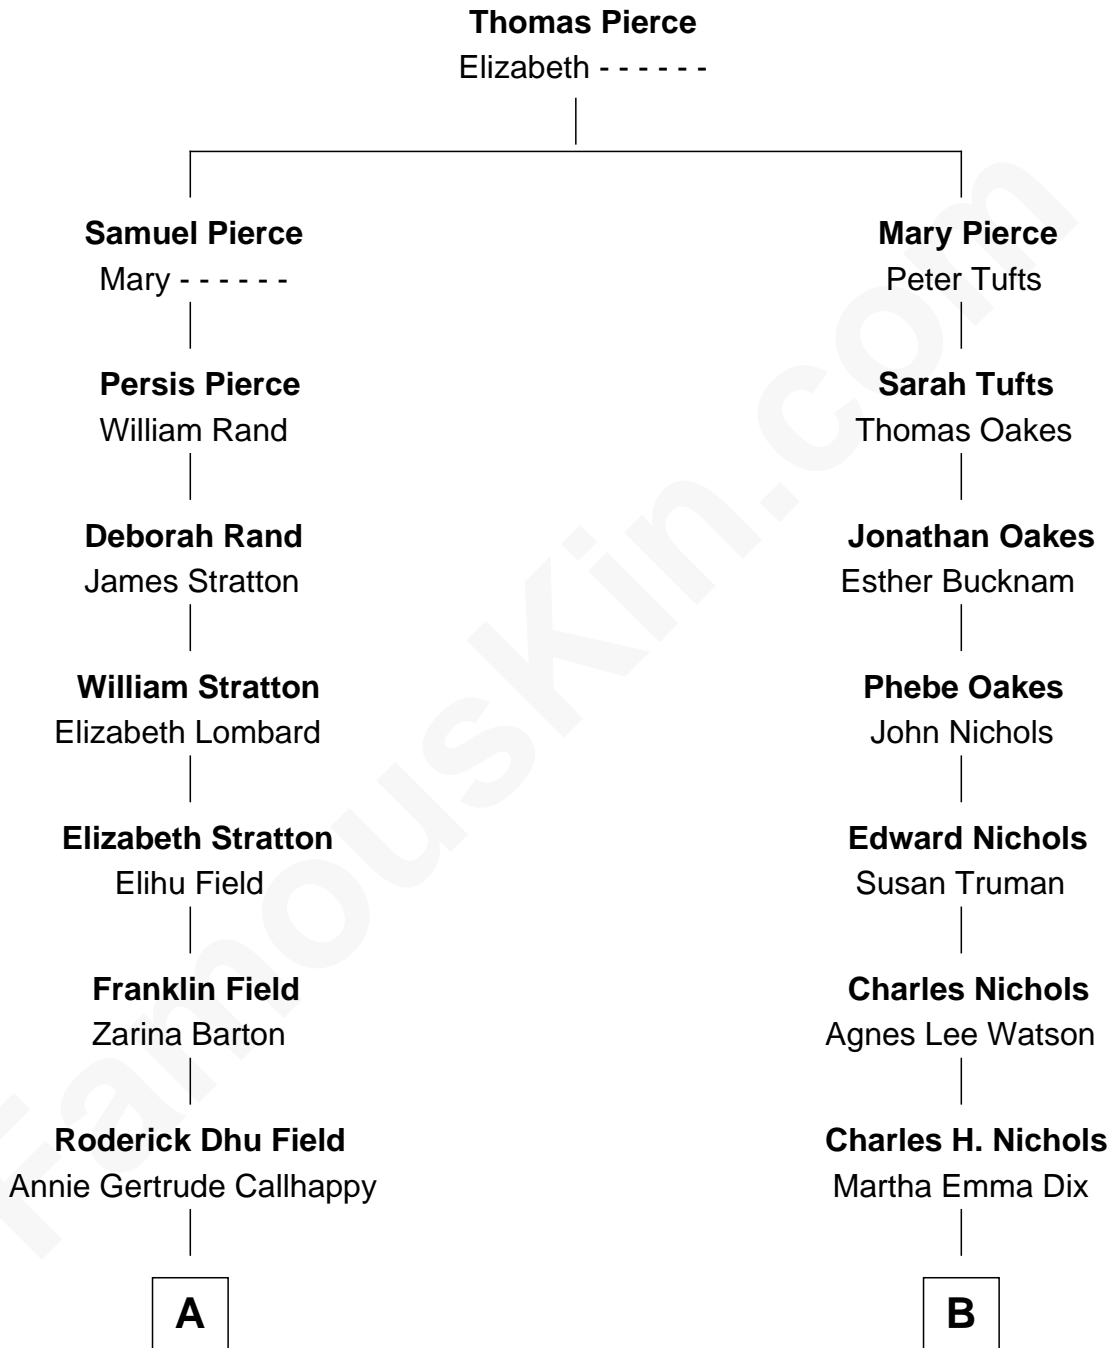 Thomas Pierce
Elizabeth - - - - - -
Samuel Pierce
Mary - - - - - -
Mary Pierce
Peter Tufts
Persis Pierce
William Rand
Sarah Tufts
Thomas Oakes
Deborah Rand
James Stratton
Jonathan Oakes
Esther Bucknam
William Stratton
Elizabeth Lombard
Phebe Oakes
John Nichols
Elizabeth Stratton
Elihu Field
Edward Nichols
Susan Truman
Franklin Field
Zarina Barton
Charles Nichols
Agnes Lee Watson
Roderick Dhu Field
Annie Gertrude Callhappy
Charles H. Nichols
Martha Emma Dix
A
B
FamousKin.com